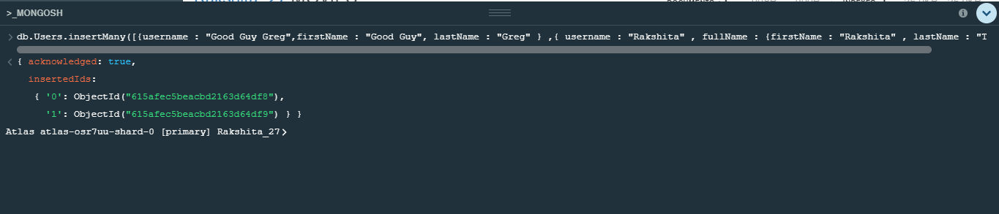 >_MONGOSH
> db.Users.insertMany([{username : "Good Guy Greg",firstName : "Good Guy", lastName : "Greg" } ,{ username : "Rakshita" , fullName : {firstName : "Rakshita" , lastName : "T
< { acknowledged: true,
insertedIds:
{ '0': ObjectId("615afec5beacbd2163d64df8"),
'1': ObjectId("615afec5beacbd2163d64df9") } }
Atlas atlas-osr7uu-shard-0 [primary] Rakshita_27>